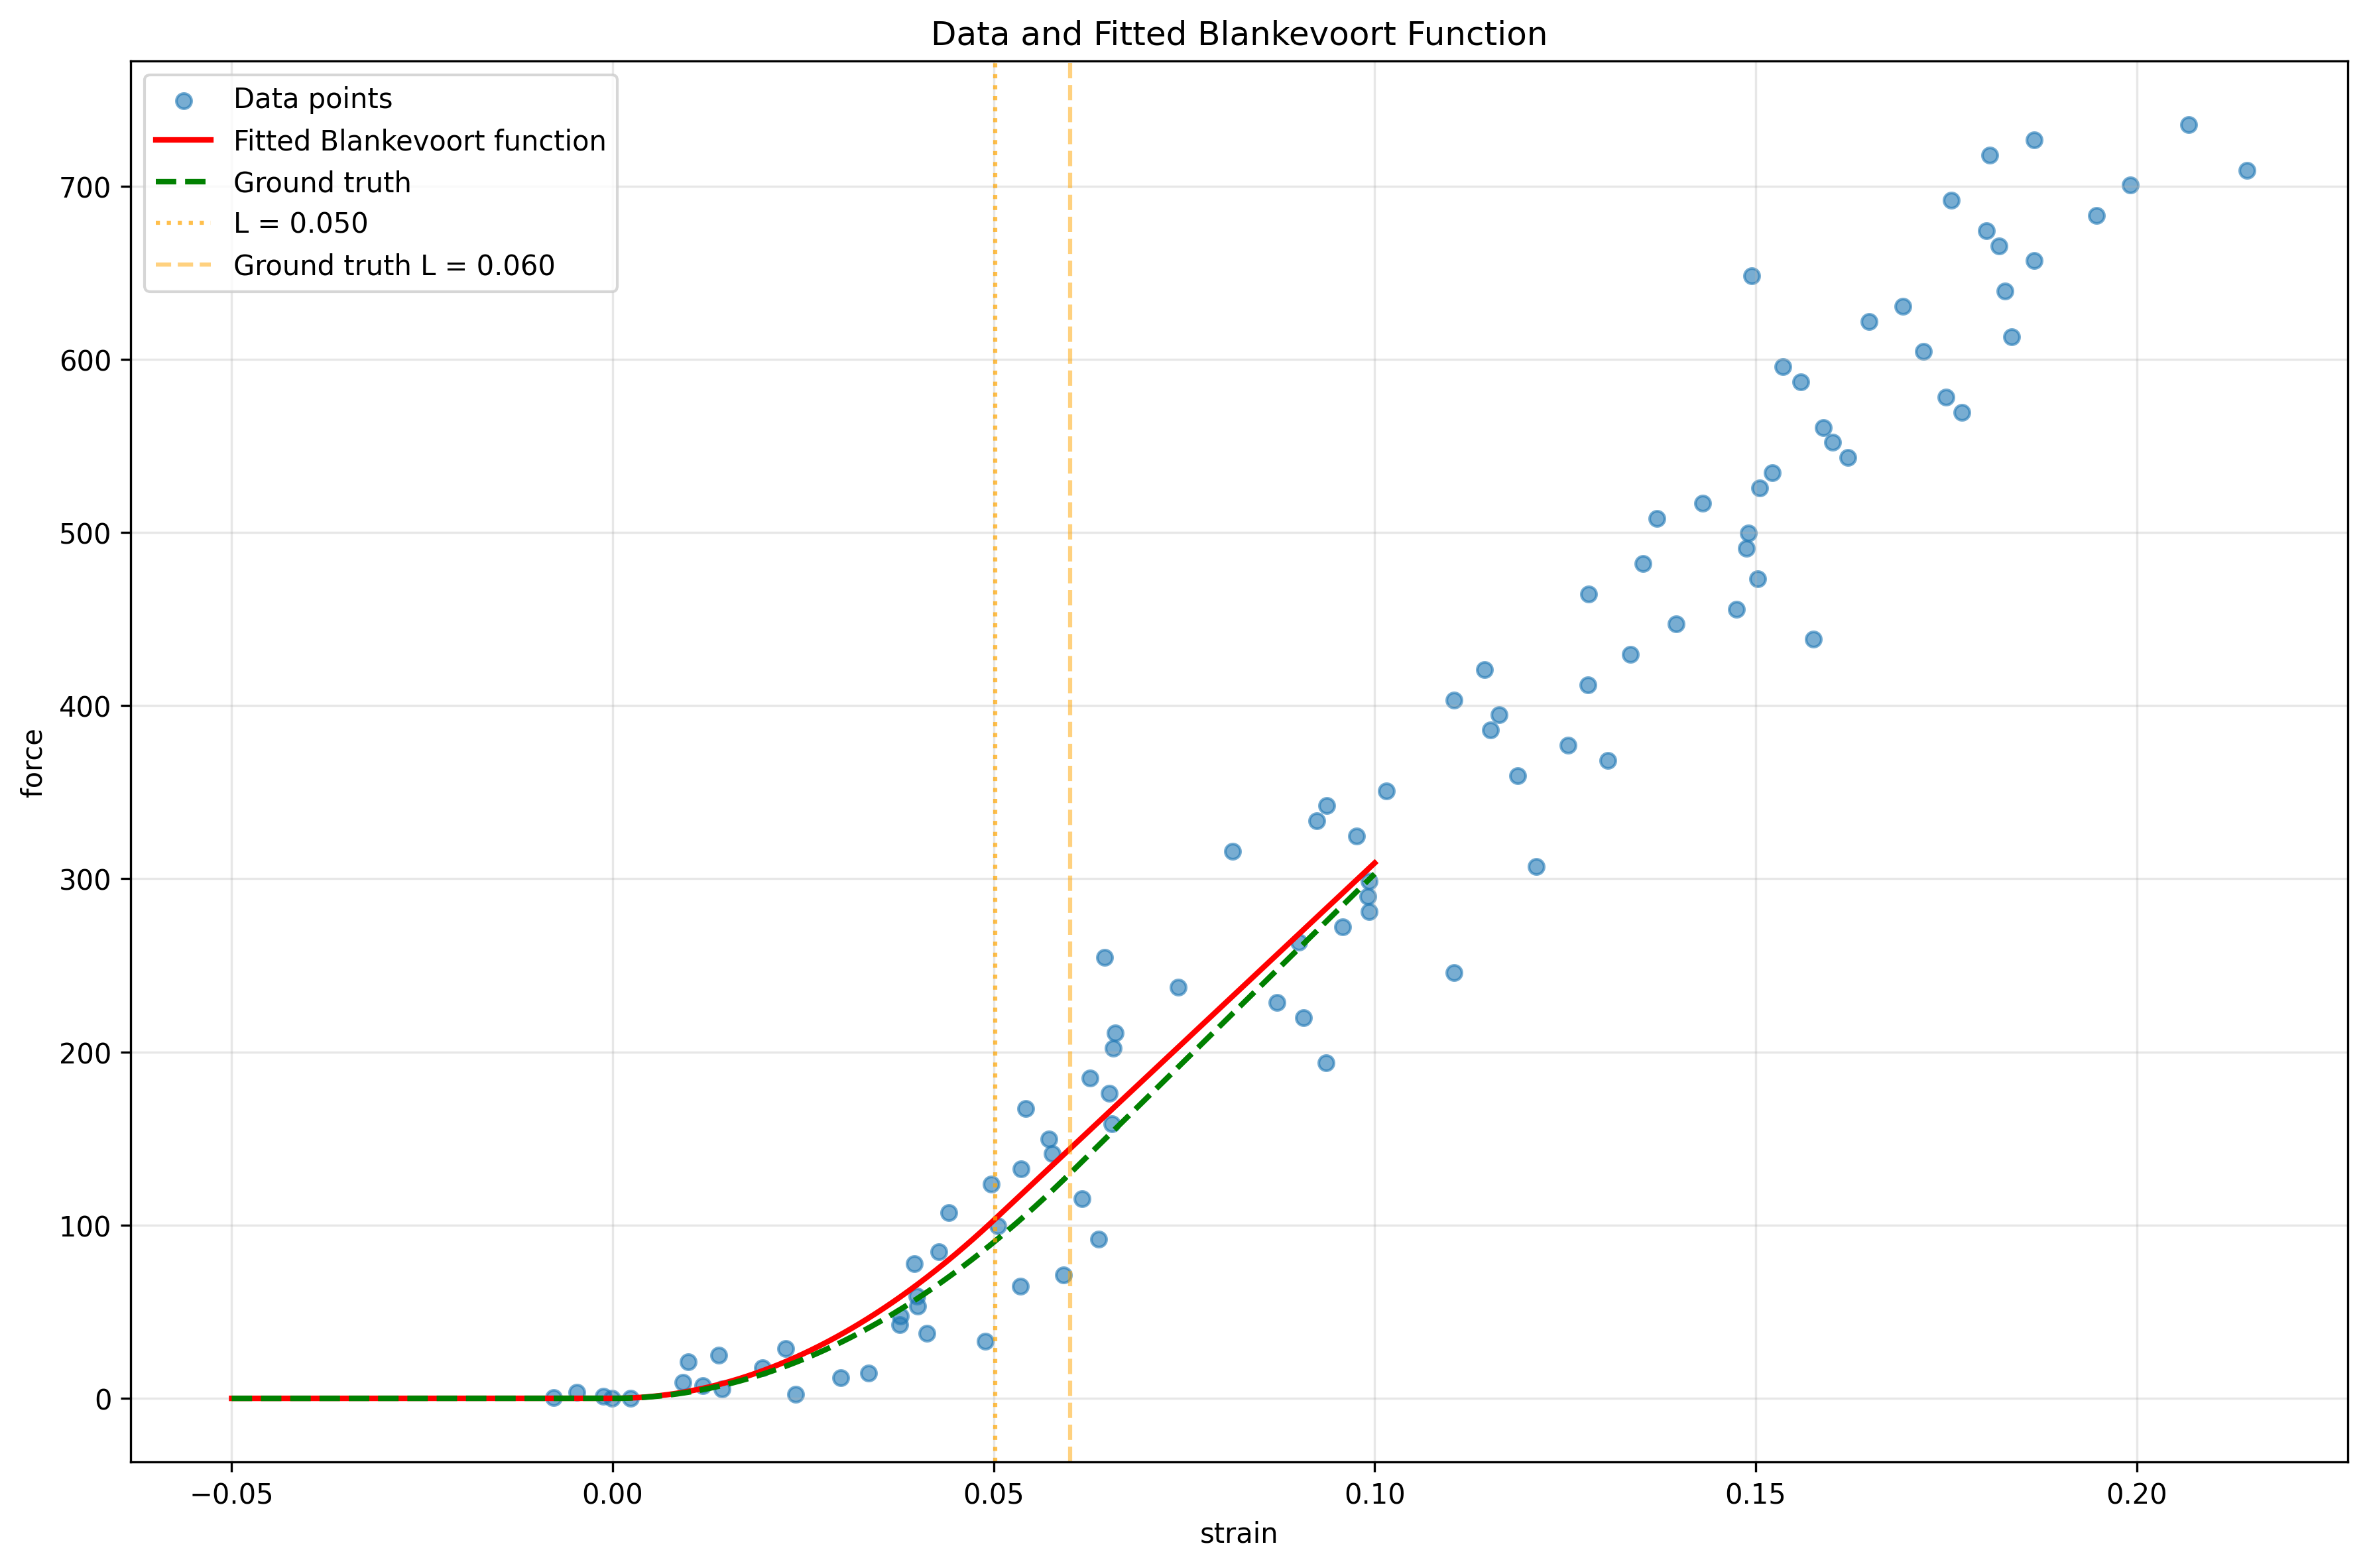 Data and Fitted Blankevoort Function
Data points
Fitted Blankevoort function
Ground truth
L = 0.050
Ground truth L = 0.060
700
600
500
400
300
200
100
0
force
−0.05
0.00
0.05
0.10
0.15
0.20
strain